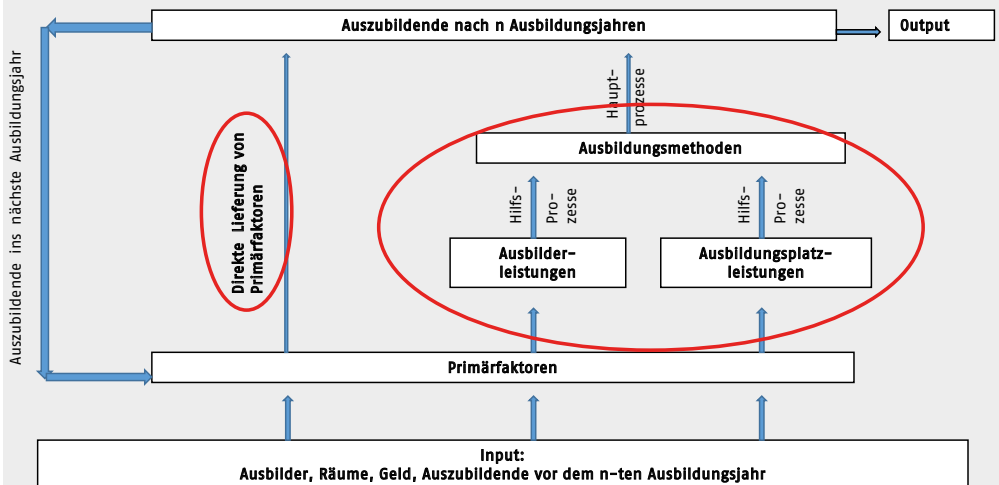 Auszubildende nach n Ausbildungsjahren
Output
Auszubildende ins nächste Ausbildungsjahr
Direkte Lieferung von
Primärfaktoren
Haupt-
prozesse
Ausbildungsmethoden
Hilfs-
Pro-
zesse
Hilfs-
Pro-
zesse
Ausbilder-
leistungen
Ausbildungsplatz-
leistungen
Primärfaktoren
Input:
Ausbilder, Räume, Geld, Auszubildende vor dem n-ten Ausbildungsjahr